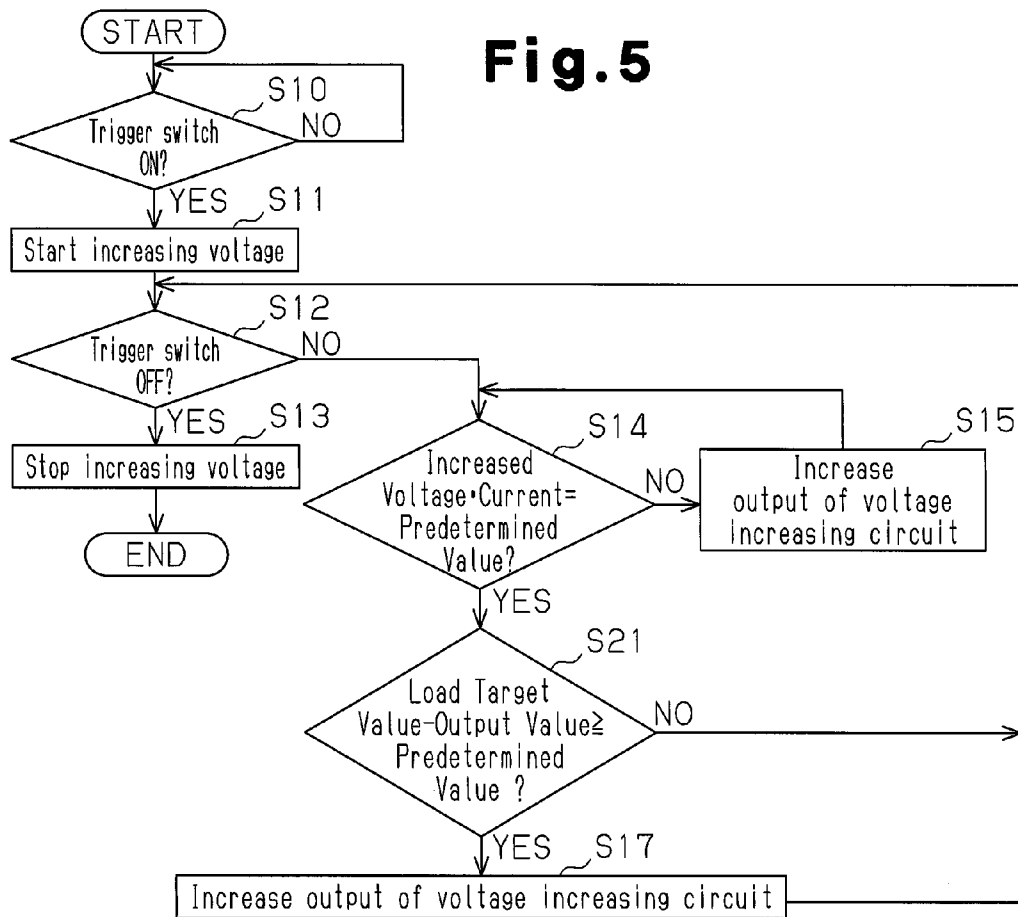 START
Fig.5
S10
Trigger switch
ON?
NO
YES
S11
Start increasing voltage
S12
Trigger switch
OFF?
NO
YES
S13
Stop increasing voltage
END
S14
Increased
Voltage·Current=
Predetermined
Value?
NO
S15
Increase
output of voltage
increasing circuit
YES
S21
Load Target
Value-Output Value≧
Predetermined
Value ?
NO
YES
S17
Increase output of voltage increasing circuit